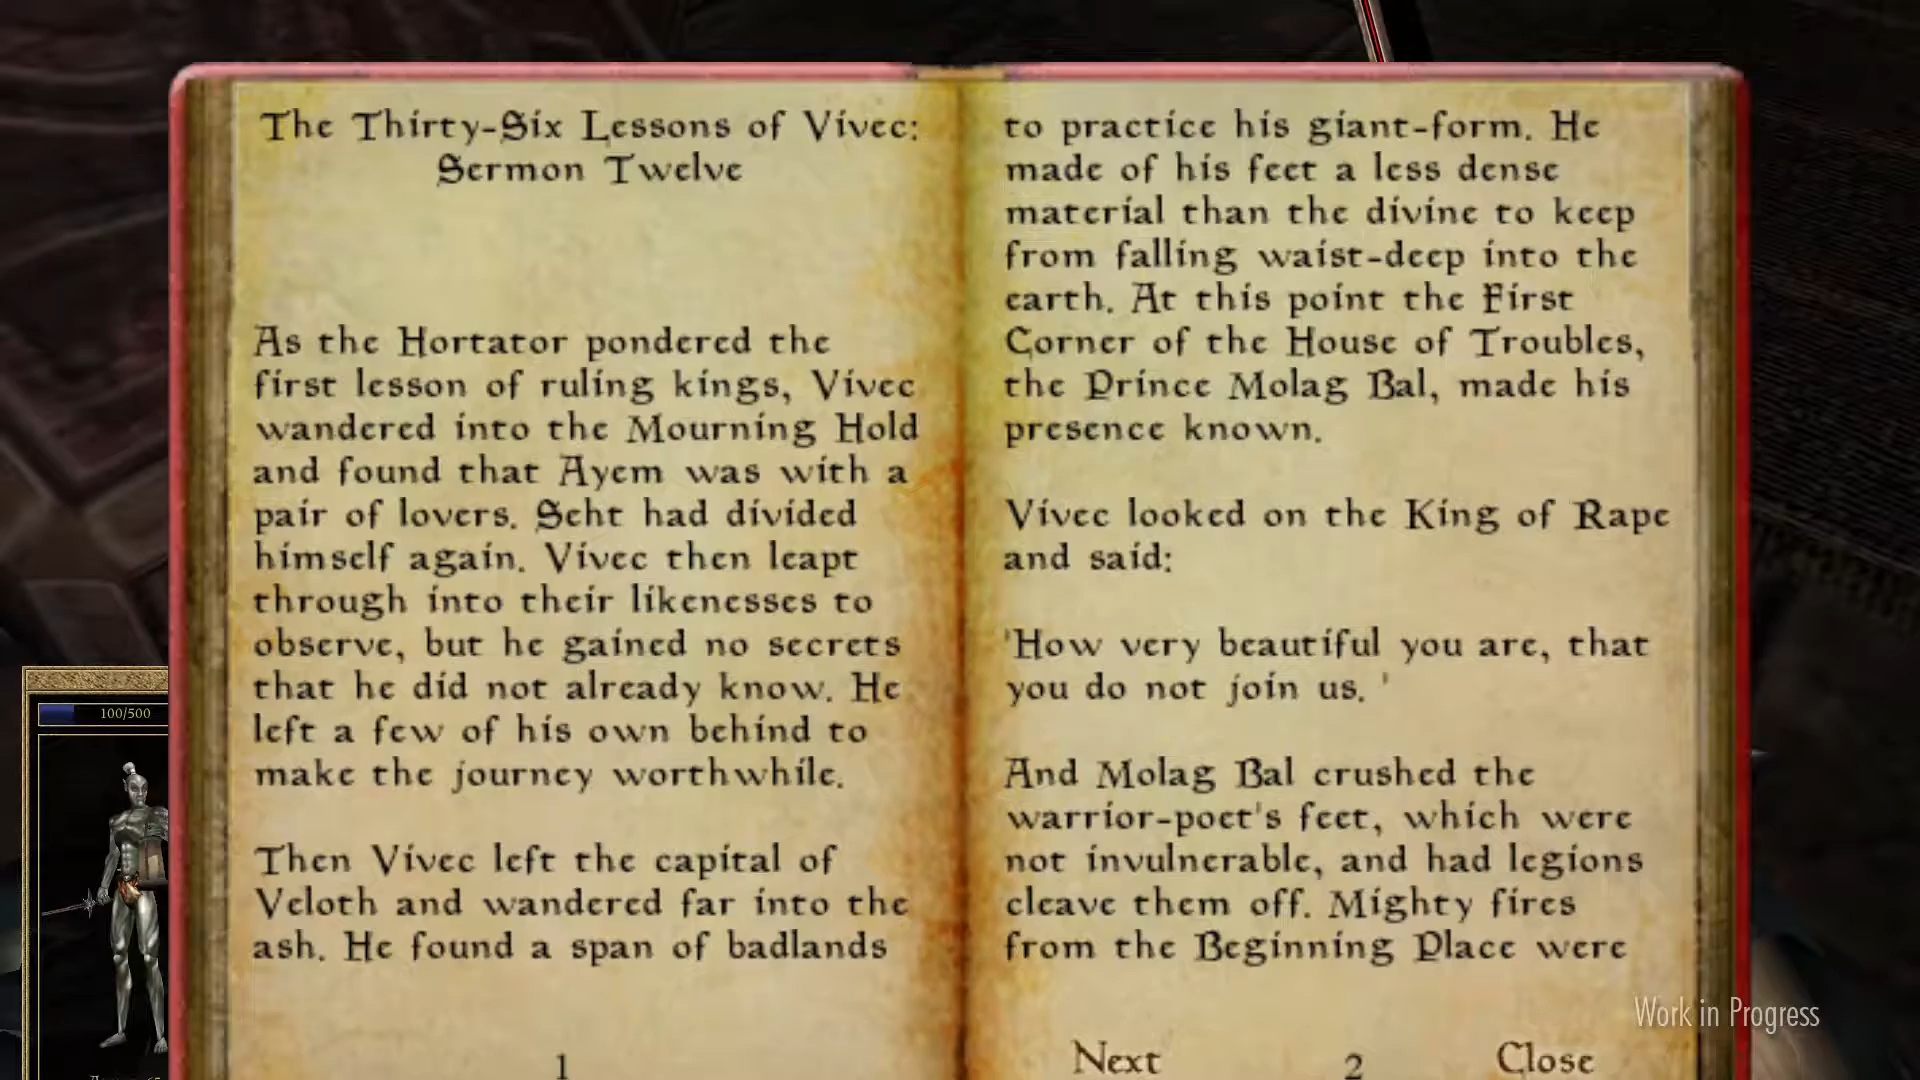 The Thirty-Six Lessons of Vivec:
Sermon Twelve
As the Hortator pondered the
first lesson of ruling kings, Vivec
wandered into the Mourning Hold
and found that Ayem was with a
pair of lovers. Seht had divided
himself again. Vivec then leapt
through into their likenesses to
observe, but he gained no secrets
that he did not already know. He
left a few of his own behind to
make the journey worthwhile.
Then Vivec left the capital of
Veloth and wandered far into the
ash. He found a span of badlands
1
to practice his giant-form. He
made of his feet a less dense
material than the divine to keep
from falling waist-deep into the
earth. At this point the First
Corner of the House of Troubles,
the Prince Molag Bal, made his
presence known.
Vivec looked on the King of Rape
and said:
'How very beautiful you are, that
you do not join us. '
And Molag Bal crushed the
warrior-poet's feet, which were
not invulnerable, and had legions
cleave them off. Mighty fires
from the Beginning Place were
Next 2 Close
100/500
Work in Progress